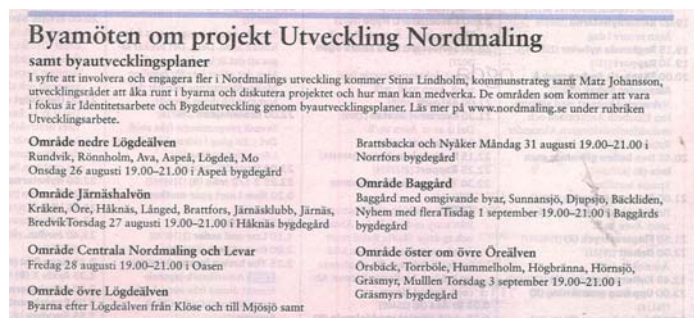 Byamöten om projekt Utveckling Nordmaling
samt byautvecklingsplaner
I syfte att involvera och engagera fler i Nordmalings utveckling kommer Stina Lindholm, kommunstrateg samt Matz Johansson,
utvecklingsrådet att åka runt i byarna och diskutera projektet och hur man kan medverka. De områden som kommer att vara
i fokus är Identitetsarbete och Bygdeutveckling genom byautvecklingsplaner. Läs mer på www.nordmaling.se under rubriken
Utvecklingsarbete.
Område nedre Lögdeälven
Rundvik, Rönnholm, Ava, Aspeå, Lögdeå, Mo
Onsdag 26 augusti 19.00–21.00 i Aspeå bygdegård
Område Järnäshalvön
Kråken, Öre, Håknäs, Långed, Brattfors, Järnäsklubb, Järnäs,
BredvikTorsdag 27 augusti 19.00–21.00 i Håknäs bygdegård
Område Centrala Nordmaling och Levar
Fredag 28 augusti 19.00–21.00 i Oasen
Område övre Lögdeälven
Byarna efter Lögdeälven från Klöse och till Mjösjö samt
Brattsbacka och Nyåker Måndag 31 augusti 19.00–21.00 i
Norrfors bygdegård
Område Baggård
Baggård med omgivande byar, Sunnansjö, Djupsjö, Bäckliden,
Nyhem med fleraTisdag 1 september 19.00–21.00 i Baggårds
bygdegård
Område öster om övre Öreälven
Örsbäck, Torrböle, Hummelholm, Högbränna, Hörnsjö,
Gräsmyr, Mulllen Torsdag 3 september 19.00–21.00 i
Gräsmyrs bygdegård